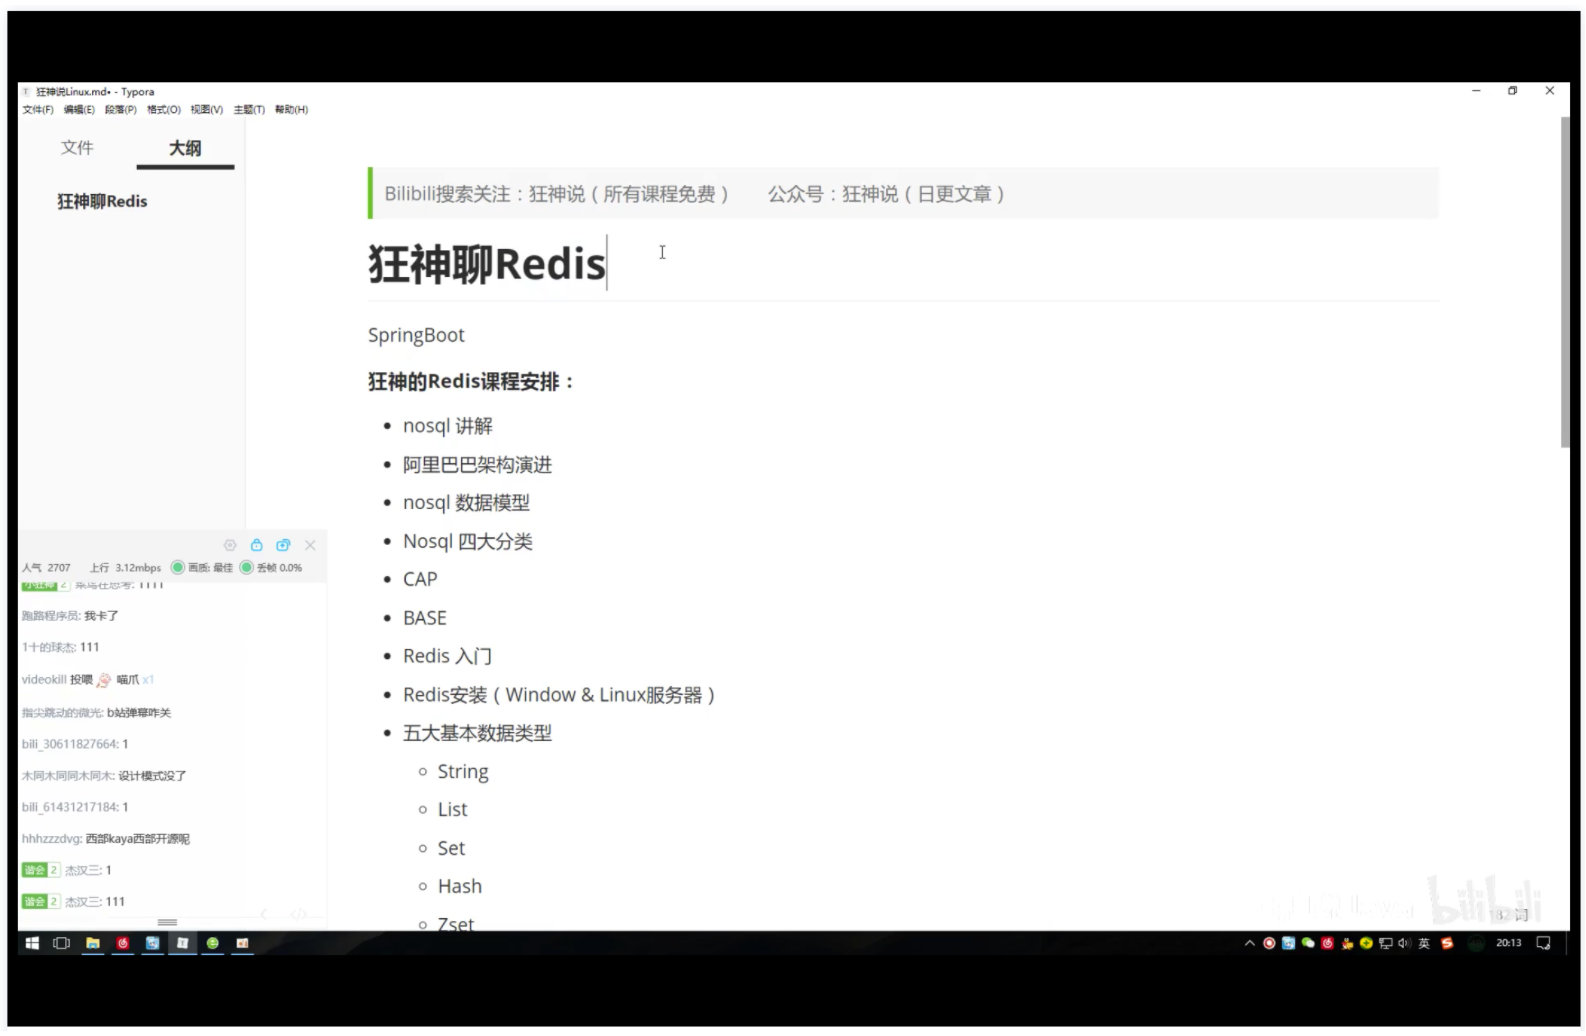 狂神说Linux.md• - Typora
文件(F) 编辑(E) 段落(P) 格式(O) 视图(V) 主题(T) 帮助(H)
文件 大纲
狂神聊Redis
Bilibili搜索关注：狂神说（所有课程免费） 公众号：狂神说（日更文章）
狂神聊Redis
SpringBoot
狂神的Redis课程安排：
nosql 讲解
阿里巴巴架构演进
nosql 数据模型
Nosql 四大分类
CAP
BASE
Redis 入门
Redis安装（Window & Linux服务器）
五大基本数据类型
String
List
Set
Hash
Zset
人气 2707 上行 3.12mbps 画质: 最佳 丢帧 0.0%
小狂神 2 菜鸟在思考: 1111
跑路程序员: 我卡了
1十的球杰: 111
videokill 投喂 喵爪 x1
指尖跳动的微光: b站弹幕咋关
bili_30611827664: 1
木同木同同木同木: 设计模式没了
bili_61431217184: 1
hhhzzzdvg: 西部kaya西部开源呢
谐会 2 杰汉三: 1
谐会 2 杰汉三: 111
bilibili
182 词
英 20:13